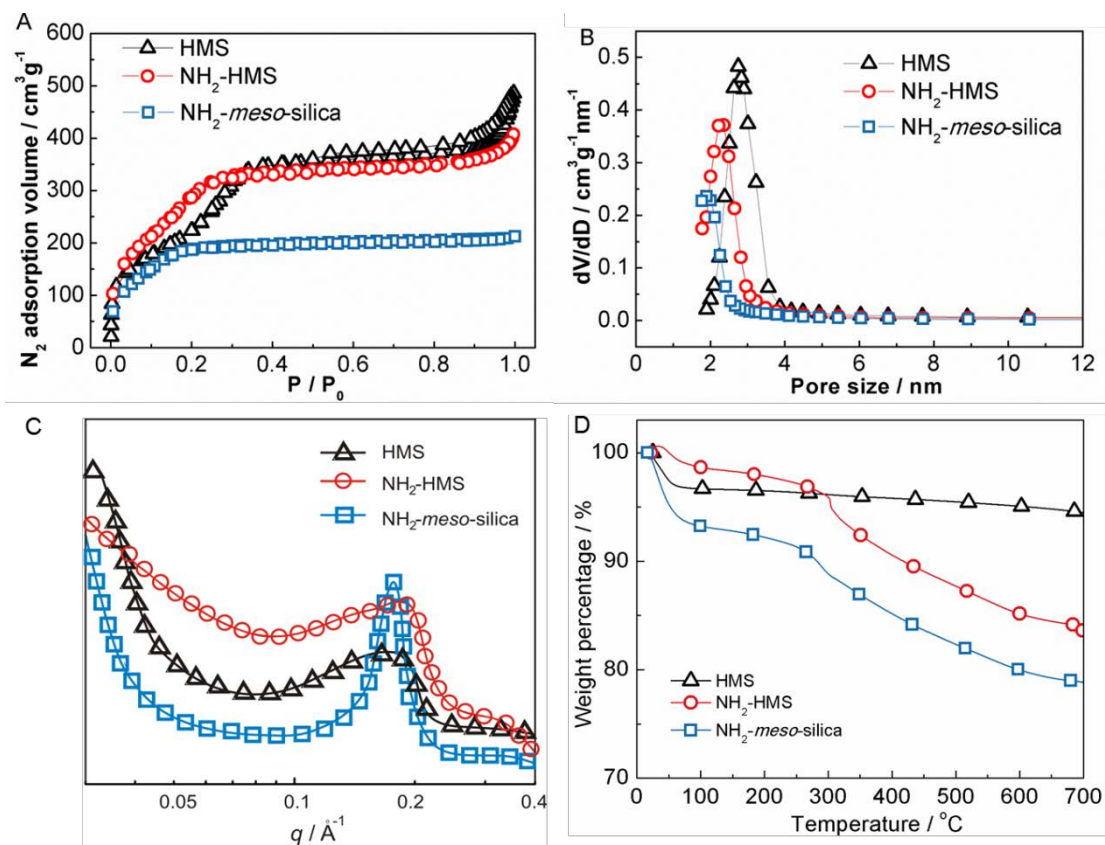 A
HMS
NH₂-HMS
NH₂-meso-silica
N₂ adsorption volume / cm³g⁻¹
600
500
400
300
200
100
0
0.0 0.2 0.4 0.6 0.8 1.0
P / P₀
B
HMS
NH₂-HMS
NH₂-meso-silica
dV/dD / cm³g⁻¹nm⁻¹
0.5
0.4
0.3
0.2
0.1
0.0
0 2 4 6 8 10 12
Pore size / nm
C
HMS
NH₂-HMS
NH₂-meso-silica
0.05 0.1 0.2 0.4
q / Å⁻¹
D
Weight percentage / %
100
90
80
70
HMS
NH₂-HMS
NH₂-meso-silica
0 100 200 300 400 500 600 700
Temperature / °C